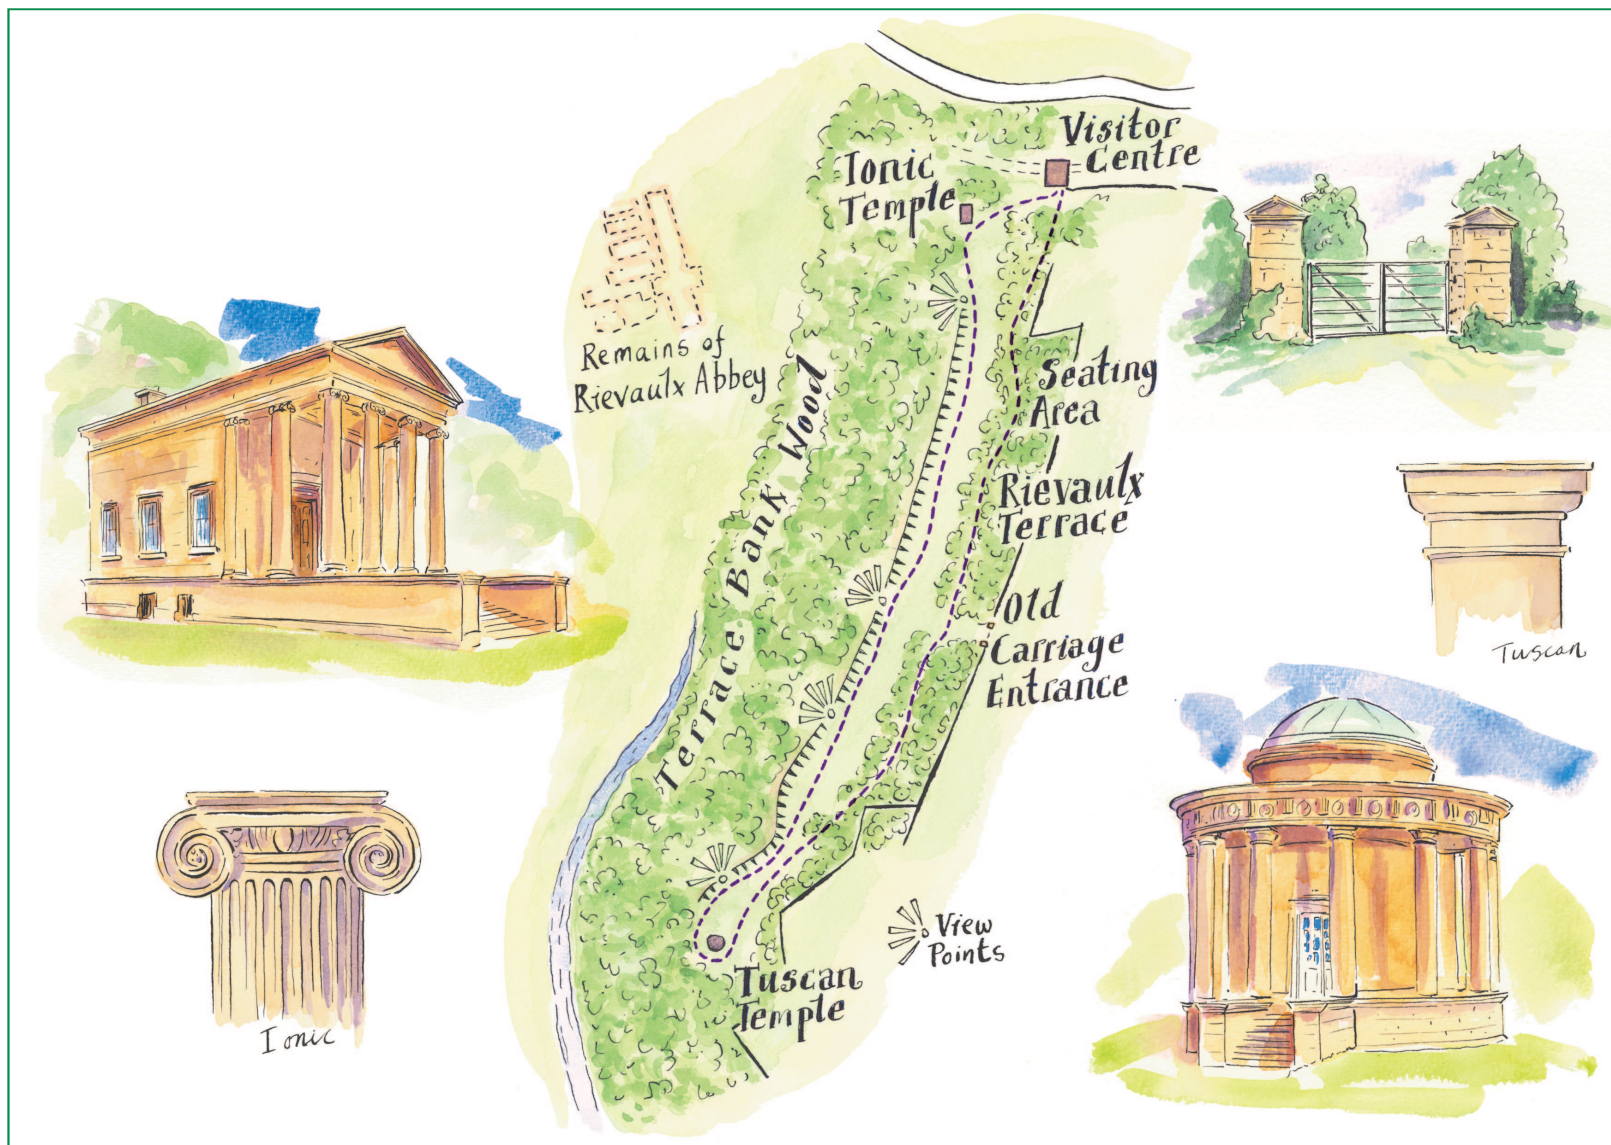 Visitor
Centre
Ionic
Temple
Remains of
Rievaulx Abbey
Terrace Bank Wood
Seating
Area
Rievaulx
Terrace
Old
Carriage
Entrance
Tuscan
View
Points
Tuscan
Temple
Ionic